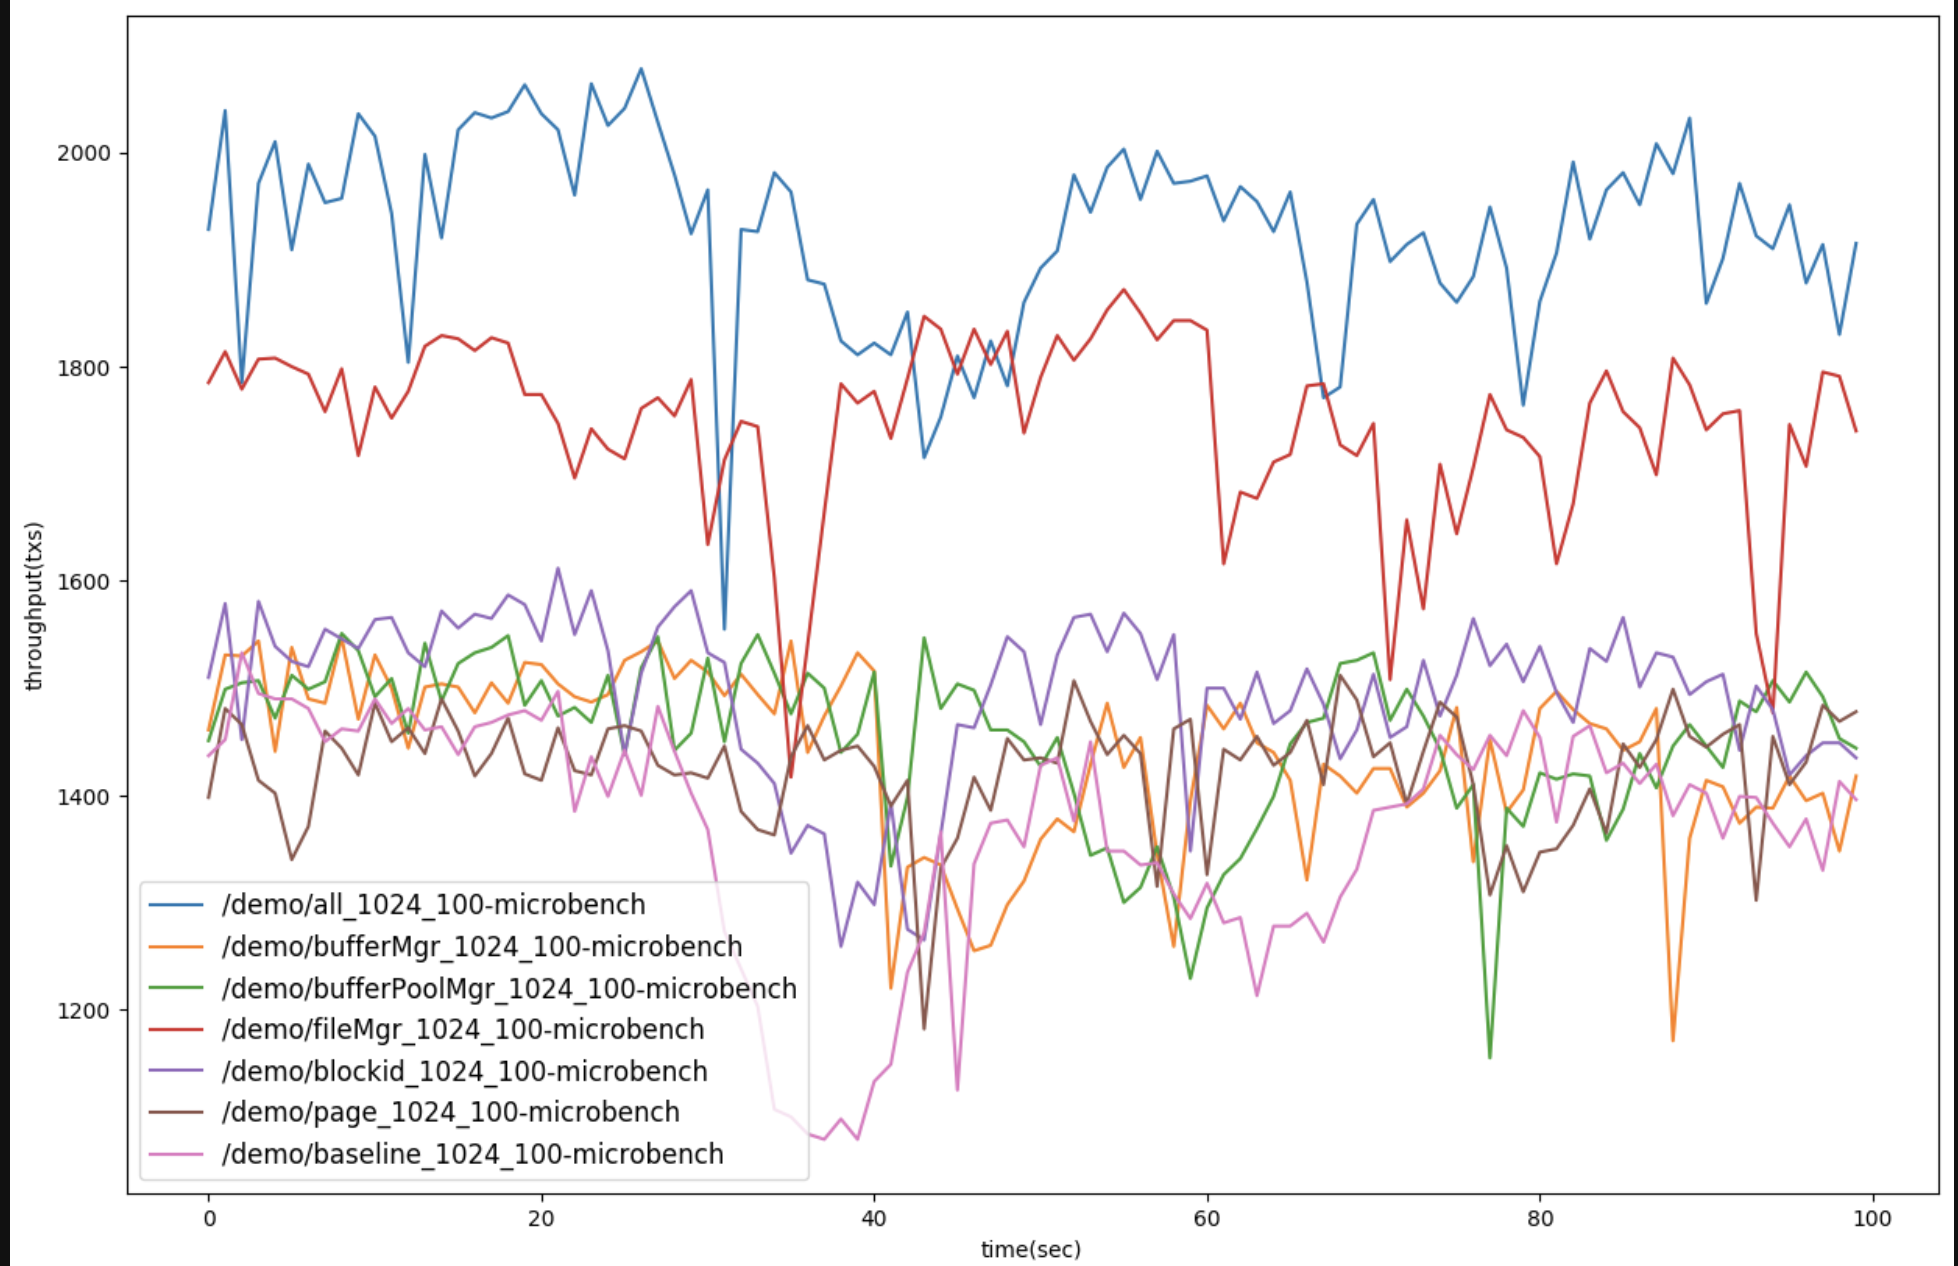 2000
1800
1600
1400
1200
throughput(txs)
/demo/all_1024_100-microbench
/demo/bufferMgr_1024_100-microbench
/demo/bufferPoolMgr_1024_100-microbench
/demo/fileMgr_1024_100-microbench
/demo/blockid_1024_100-microbench
/demo/page_1024_100-microbench
/demo/baseline_1024_100-microbench
0 20 40 60 80 100
time(sec)